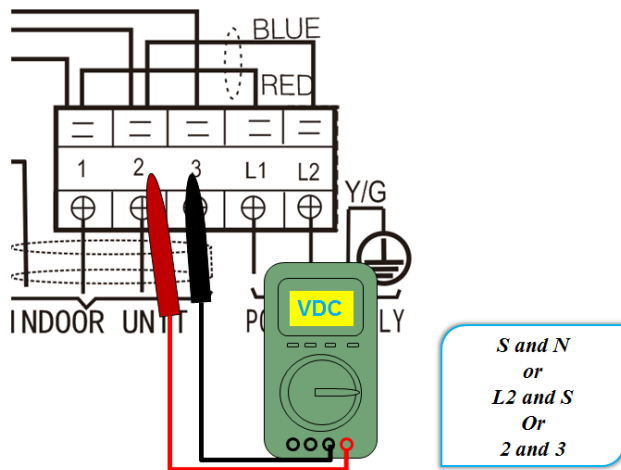 BLUE
RED
1 2 3 L1 L2
Y/G
VDC
INDOOR UNIT
S and N
or
L2 and S
Or
2 and 3